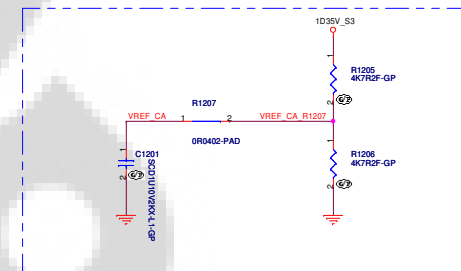 1D35V_S3
R1205
4K7R2F-GP
2
R1207
VREF_CA
1
2
VREF_CA_R1207
0R0402-PAD
1
C1201
2
SCD1U10V2KX-L1-GP
1
R1206
4K7R2F-GP
2